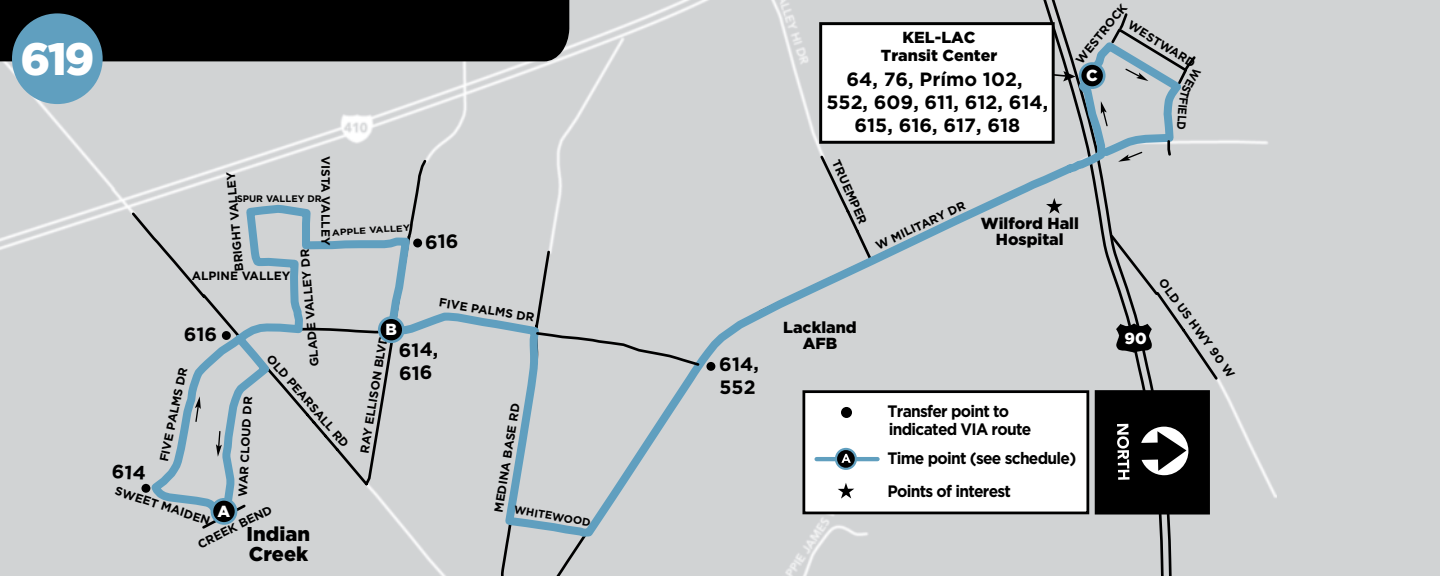 619
410
ALLEY HI DR
KEL-LAC
Transit Center
64, 76, Prímo 102,
552, 609, 611, 612, 614,
615, 616, 617, 618
C
WESTROCK
WESTWARD
WESTFIELD
TRUEMPER
W MILITARY DR
Wilford Hall
Hospital
OLD US HWY 90 W
90
Lackland
AFB
BRIGHT VALLEY
SPUR VALLEY DR
VISTA VALLEY
APPLE VALLEY
616
ALPINE VALLEY
GLADE VALLEY DR
616
B
614,
616
FIVE PALMS DR
614,
552
OLD PEARSALL RD
RAY ELLISON BLVD
MEDINA BASE RD
WHITEWOOD
FIVE PALMS DR
WAR CLOUD DR
614
SWEET MAIDEN
A
CREEK BEND
Indian
Creek
PPIE JAMES
Transfer point to
indicated VIA route
A
Time point (see schedule)
Points of interest
NORTH